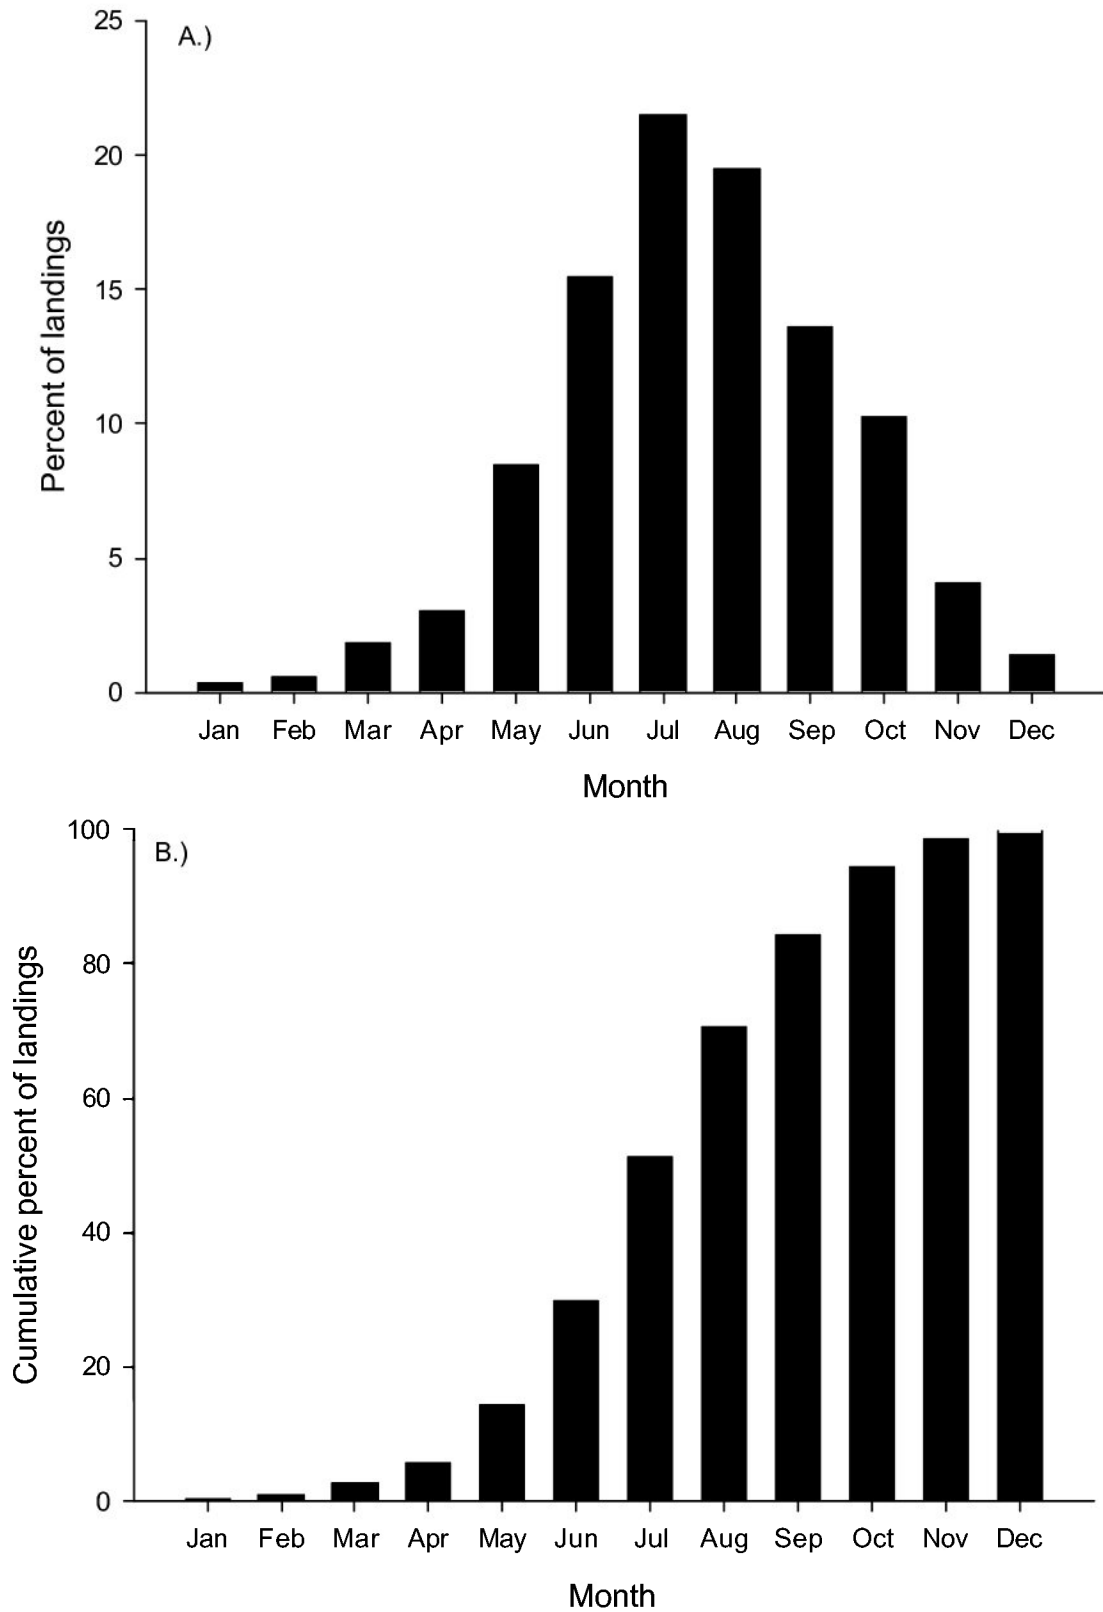 A.)
25
20
15
10
5
0
Percent of landings
Jan Feb Mar Apr May Jun Jul Aug Sep Oct Nov Dec
Month
B.)
100
80
60
40
20
0
Cumulative percent of landings
Jan Feb Mar Apr May Jun Jul Aug Sep Oct Nov Dec
Month